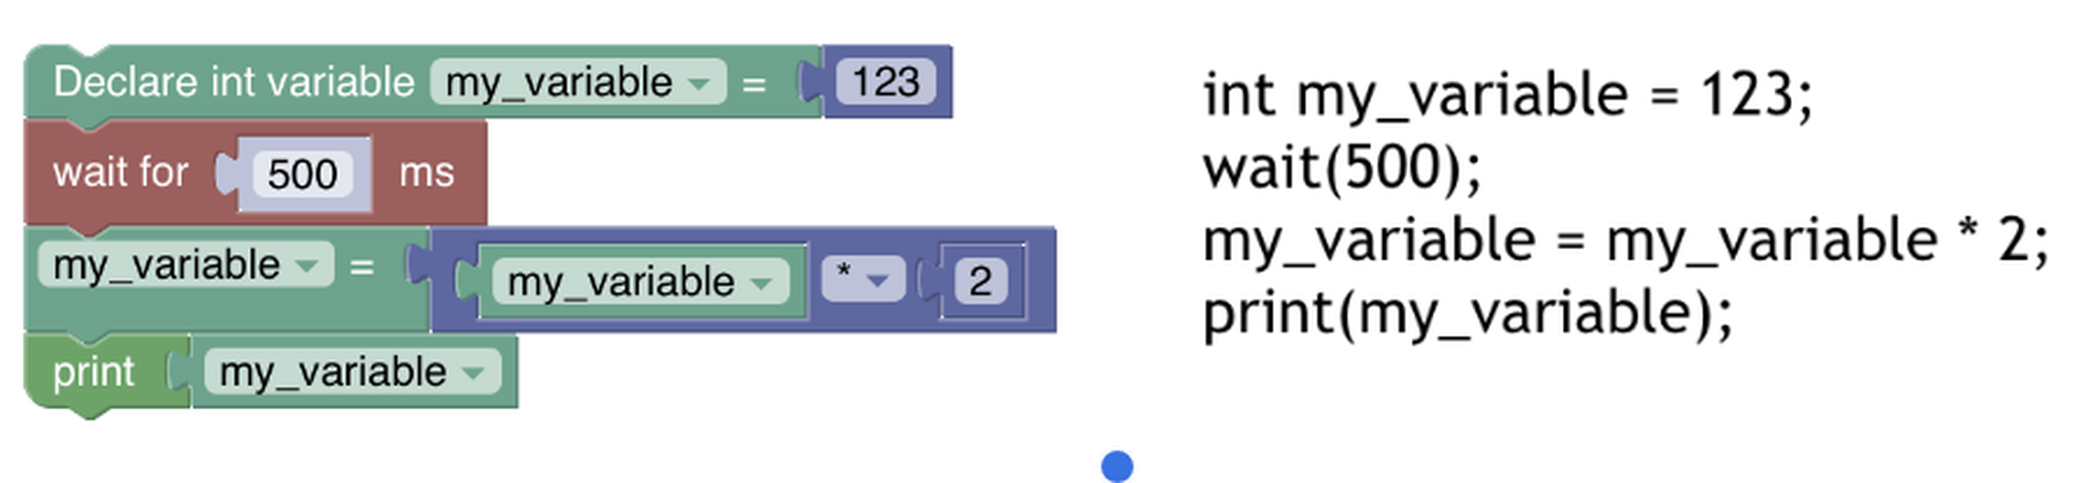 Declare int variable my_variable = 123
wait for 500 ms
my_variable = my_variable * 2
print my_variable
int my_variable = 123;
wait(500);
my_variable = my_variable * 2;
print(my_variable);